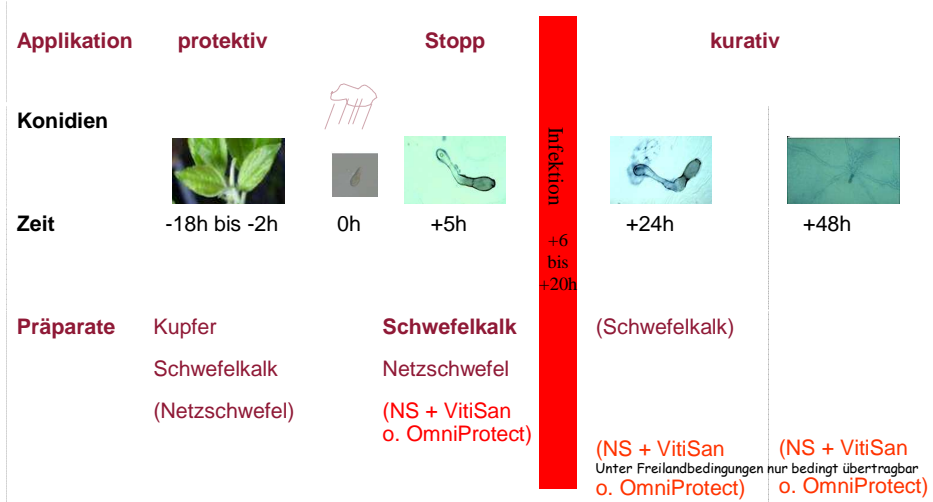 Applikation protektiv Stopp kurativ
Konidien
Infektion
Zeit -18h bis -2h 0h +5h +24h +48h
+6
bis
+20h
Präparate Kupfer Schwefelkalk (Schwefelkalk)
Schwefelkalk Netzschwefel
(Netzschwefel) (NS + VitiSan
o. OmniProtect)
(NS + VitiSan (NS + VitiSan
Unter Freilandbedingungen nur bedingt übertragbar
o. OmniProtect) o. OmniProtect)